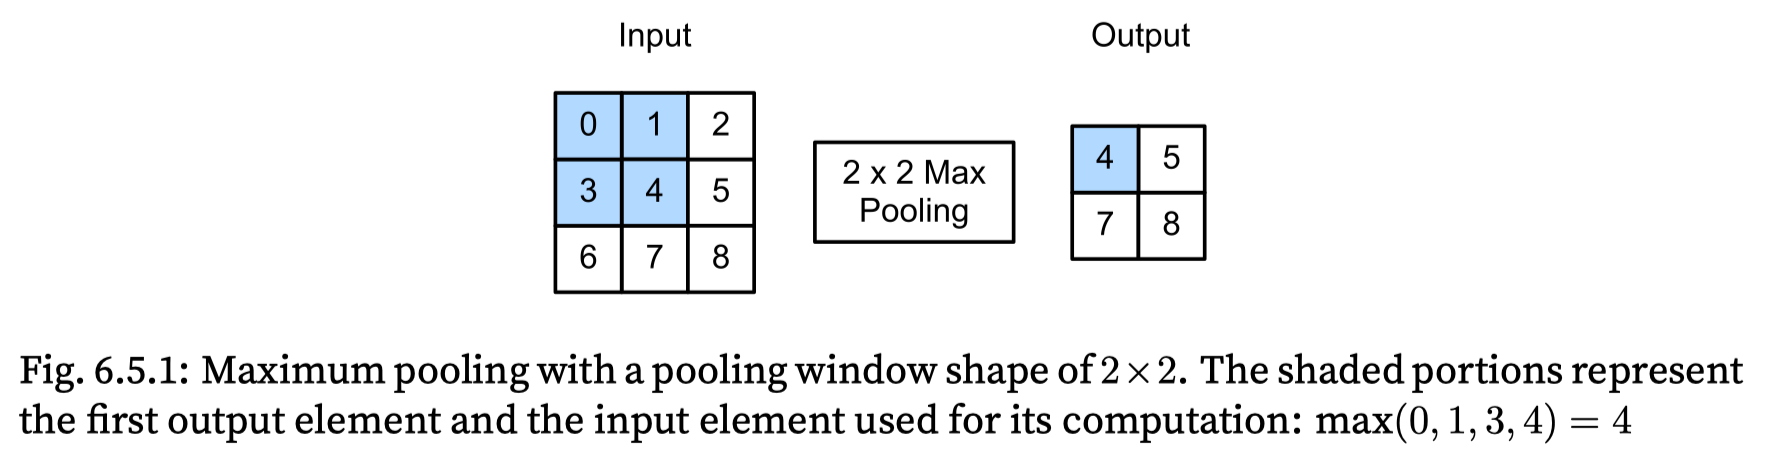 Input
Output
0 1 2
3 4 5
6 7 8
2 x 2 Max
Pooling
4 5
7 8
Fig. 6.5.1: Maximum pooling with a pooling window shape of 2 × 2. The shaded portions represent
the first output element and the input element used for its computation: max(0, 1, 3, 4) = 4